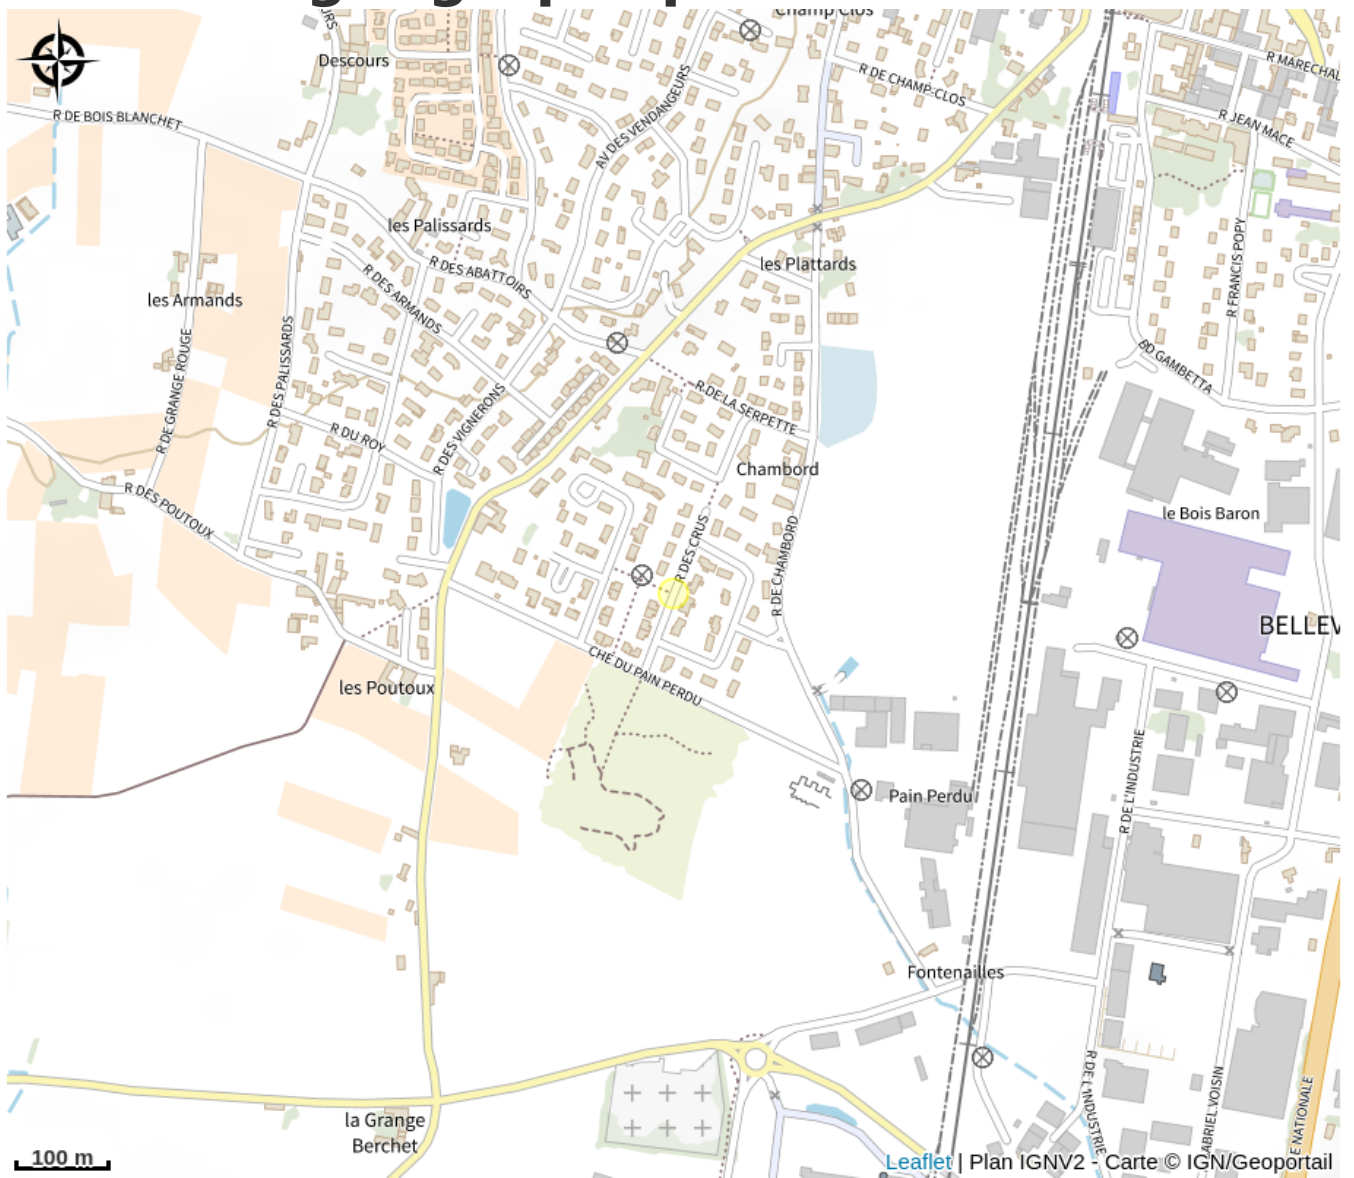 Champ Clos
Descours
R MARECHAL
R DE CHAMP-CLOS
R DE BOIS BLANCHET
AV DES VENDANGEURS
R JEAN MACE
les Palissards
R FRANCIS POPY
R DES ABATTOIRS
les Plattards
les Armands
R DES ARMANDS
R DE GRANGE ROUGE
R DES PALISSARDS
BD GAMBETTA
R DE LA SERPETTE
R DES VIGNERONS
R DU ROY
Chambord
R DES POUTOUX
le Bois Baron
R DES CRUS
R DE CHAMBORD
BELLEV
CHE DU PAIN PERDU
les Poutoux
R DE L'INDUSTRIE
Pain Perdu
Fontenailles
R DE L'INDUSTRIE
ABRIEL VOISIN
E NATIONALE
la Grange
Berchet
100 m
Leaflet | Plan IGNV2 - Carte © IGN/Geoportail